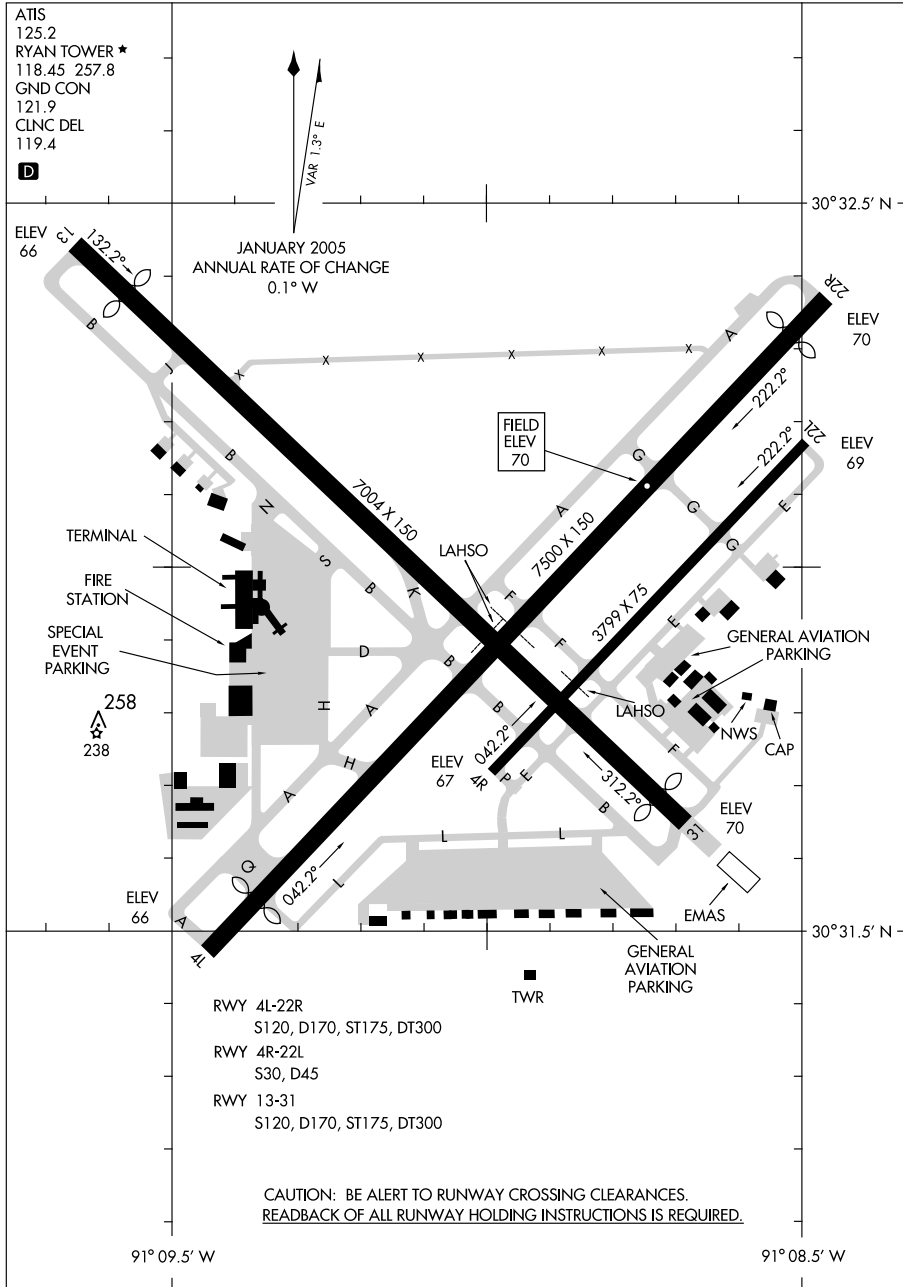 ATIS
125.2
RYAN TOWER ★
118.45 257.8
GND CON
121.9
CLNC DEL
119.4
D
VAR 1.3° E
JANUARY 2005
ANNUAL RATE OF CHANGE
0.1° W
30° 32.5' N
ELEV
66
13
132.2°
22R
ELEV
70
222.2°
B
J
X
X
X
X
X
X
A
FIELD
ELEV
70
22L
222.2°
ELEV
69
B
N
S
B
K
7004 X 150
G
G
G
E
A
7500 X 150
LAHSO
TERMINAL
FIRE
STATION
SPECIAL
EVENT
PARKING
F
F
3799 X 75
E
GENERAL AVIATION
PARKING
D
B
B
H
A
H
A
LAHSO
NWS
CAP
F
258
238
ELEV
67
042.2°
4R
P
E
312.2°
B
31
ELEV
70
L
L
L
Q
042.2°
EMAS
ELEV
66
A
4L
30° 31.5' N
TWR
GENERAL
AVIATION
PARKING
RWY 4L-22R
S120, D170, ST175, DT300
RWY 4R-22L
S30, D45
RWY 13-31
S120, D170, ST175, DT300
CAUTION: BE ALERT TO RUNWAY CROSSING CLEARANCES.
READBACK OF ALL RUNWAY HOLDING INSTRUCTIONS IS REQUIRED.
91° 09.5' W
91° 08.5' W